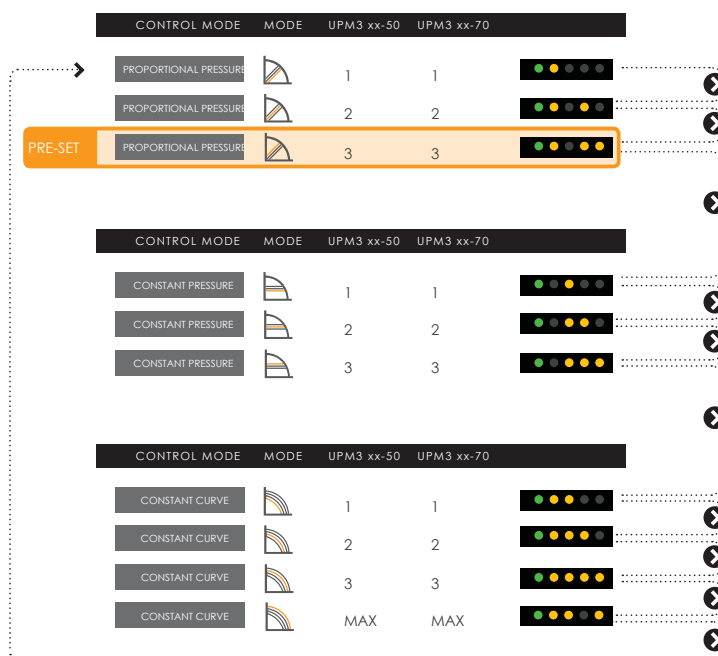 CONTROL MODE MODE UPM3 xx-50 UPM3 xx-70
PROPORTIONAL PRESSURE 1 1
PROPORTIONAL PRESSURE 2 2
PRE-SET PROPORTIONAL PRESSURE 3 3
CONTROL MODE MODE UPM3 xx-50 UPM3 xx-70
CONSTANT PRESSURE 1 1
CONSTANT PRESSURE 2 2
CONSTANT PRESSURE 3 3
CONTROL MODE MODE UPM3 xx-50 UPM3 xx-70
CONSTANT CURVE 1 1
CONSTANT CURVE 2 2
CONSTANT CURVE 3 3
CONSTANT CURVE MAX MAX